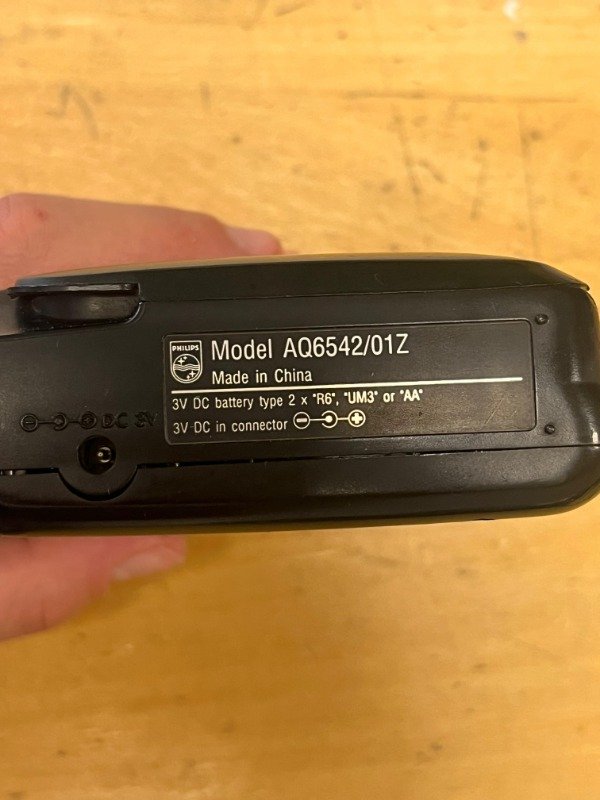 PHILIPS
Model AQ6542/01Z
Made in China
3V DC battery type 2 x "R6", "UM3" or "AA"
3V DC in connector
DC 3V